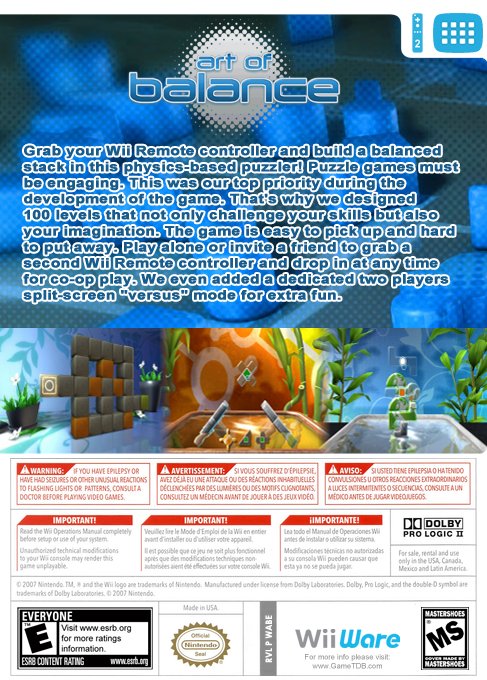 2
art of
balance
Grab your Wii Remote controller and build a balanced
stack in this physics-based puzzler! Puzzle games must
be engaging. This was our top priority during the
development of the game. That's why we designed
100 levels that not only challenge your skills but also
your imagination. The game is easy to pick up and hard
to put away. Play alone or invite a friend to grab a
second Wii Remote controller and drop in at any time
for co-op play. We even added a dedicated two players
split-screen "versus" mode for extra fun.
WARNING: IF YOU HAVE EPILEPSY OR
HAVE HAD SEIZURES OR OTHER UNUSUAL REACTIONS
TO FLASHING LIGHTS OR PATTERNS, CONSULT A
DOCTOR BEFORE PLAYING VIDEO GAMES.
AVERTISSEMENT: SI VOUS SOUFFREZ D'ÉPILEPSIE,
AVEZ DÉJÀ EU UNE ATTAQUE OU DES RÉACTIONS INHABITUELLES
DÉCLENCHÉES PAR DES LUMIÈRES OU DES MOTIFS CLIGNOTANTS,
CONSULTEZ UN MÉDECIN AVANT DE JOUER À DES JEUX VIDÉO.
AVISO: SI USTED TIENE EPILEPSIA O HA TENIDO
CONVULSIONES U OTROS REACCIONES EXTRAORDINARIOS
A LUCES INTERMITENTES O SECUENCIAS, CONSULTE A UN
MÉDICO ANTES DE JUGAR VIDEOJUEGOS.
IMPORTANT!
Read the Wii Operations Manual completely
before setup or use of your system.
Unauthorized technical modifications
to your Wii console may render this
game unplayable.
IMPORTANT!
Veuillez lire le Mode d'Emploi de la Wii en entier
avant d'installer ou d'utiliser votre appareil.
Il est possible que ce jeu ne soit plus fonctionnel
après que des modifications techniques non-
autorisées aient été effectuées sur votre console Wii.
¡IMPORTANT!
Lea todo el Manual de Operaciones Wii
antes de instalar o utilizar su sistema.
Modificaciones técnicas no autorizadas
a su consola Wii pueden causar que
esta ya no se pueda jugar.
DOLBY
PRO LOGIC II
For sale, rental and use
only in the USA, Canada,
Mexico and Latin America.
© 2007 Nintendo.TM, ® and the Wii logo are trademarks of Nintendo. Manufactured under license from Dolby Laboratories. Dolby, Pro Logic, and the double-D symbol are
trademarks of Dolby Laboratories. © 2007 Nintendo.
EVERYONE
E
Visit www.esrb.org
for more ratings
information.
ESRB CONTENT RATING www.esrb.org
Made in USA.
Official
Nintendo
Seal
RVL P WABE
WiiWare
For more info please visit:
www.GameTDB.com
MASTERSHOES
MS
COVER MADE BY
MASTERSHOES